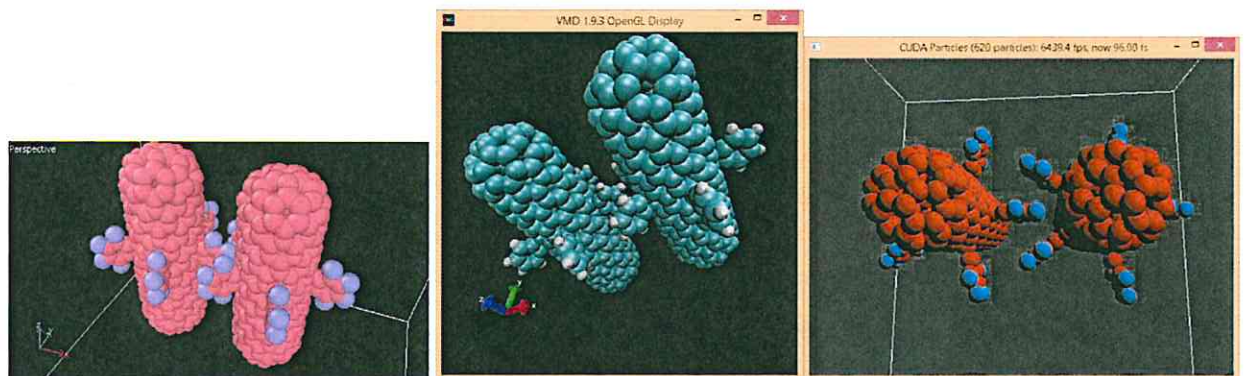 Perspective
VMD 1.9.3 OpenGL Display
CUDA Particles (620 particles): 6439.4 fps, now 96.00 fs